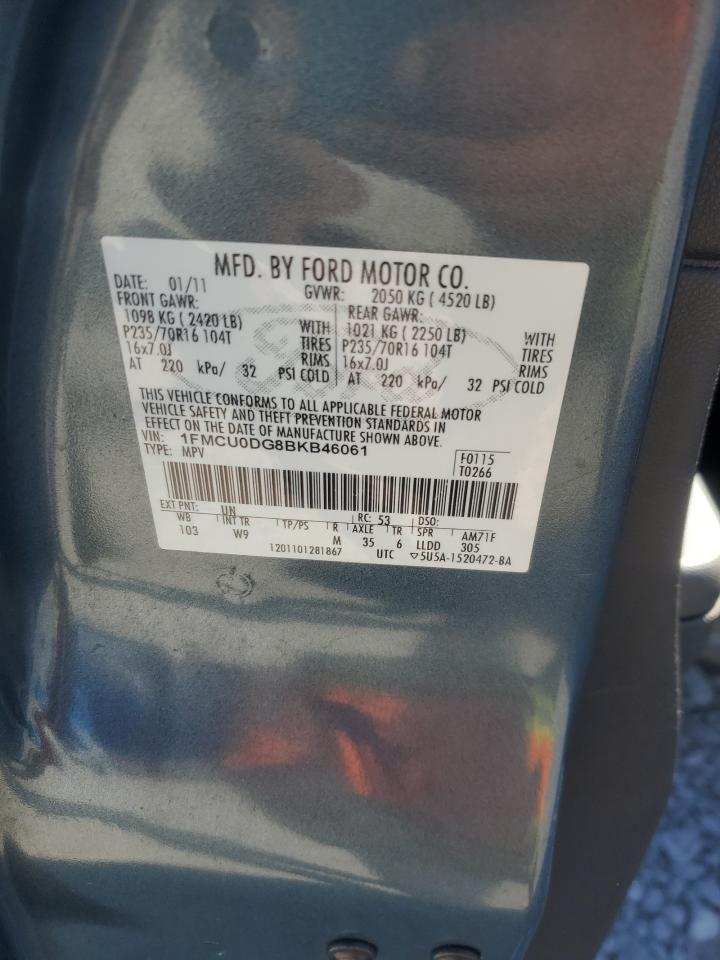 MFD. BY FORD MOTOR CO.
DATE: 01/11 GVWR: 2050 KG ( 4520 LB)
FRONT GAWR: REAR GAWR:
1098 KG ( 2420 LB) WITH 1021 KG ( 2250 LB) WITH
P235/70R16 104T TIRES P235/70R16 104T TIRES
16x7.0J RIMS 16x7.0J RIMS
AT 220 kPa/ 32 PSI COLD AT 220 kPa/ 32 PSI COLD
THIS VEHICLE CONFORMS TO ALL APPLICABLE FEDERAL MOTOR
VEHICLE SAFETY AND THEFT PREVENTION STANDARDS IN
EFFECT ON THE DATE OF MANUFACTURE SHOWN ABOVE.
VIN: 1FMCU0DG8BKB46061 F0115
TYPE: MPV T0266
EXT PNT: UN RC: 53 DSO:
WB INT TR TP/PS R AXLE TR SPR AM71F
103 W9 M 35 6 LLDD 305
1201101281867 UTC ▽5U5A-1520472-BA